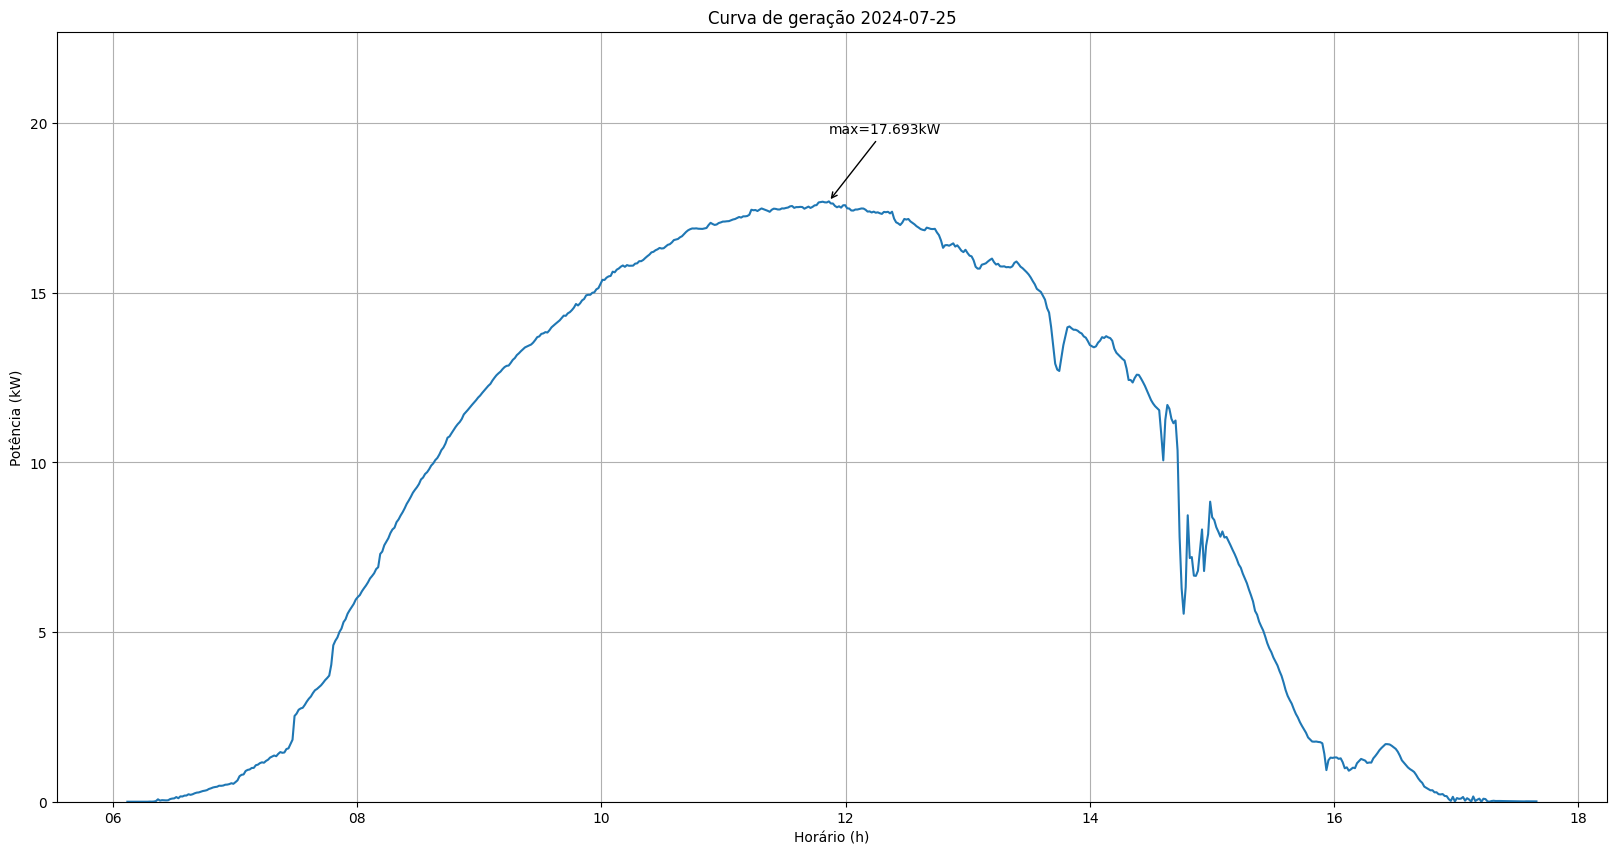 Curva de geração 2024-07-25
max=17.693kW
Potência (kW)
20
15
10
5
0
06 08 10 12 14 16 18
Horário (h)